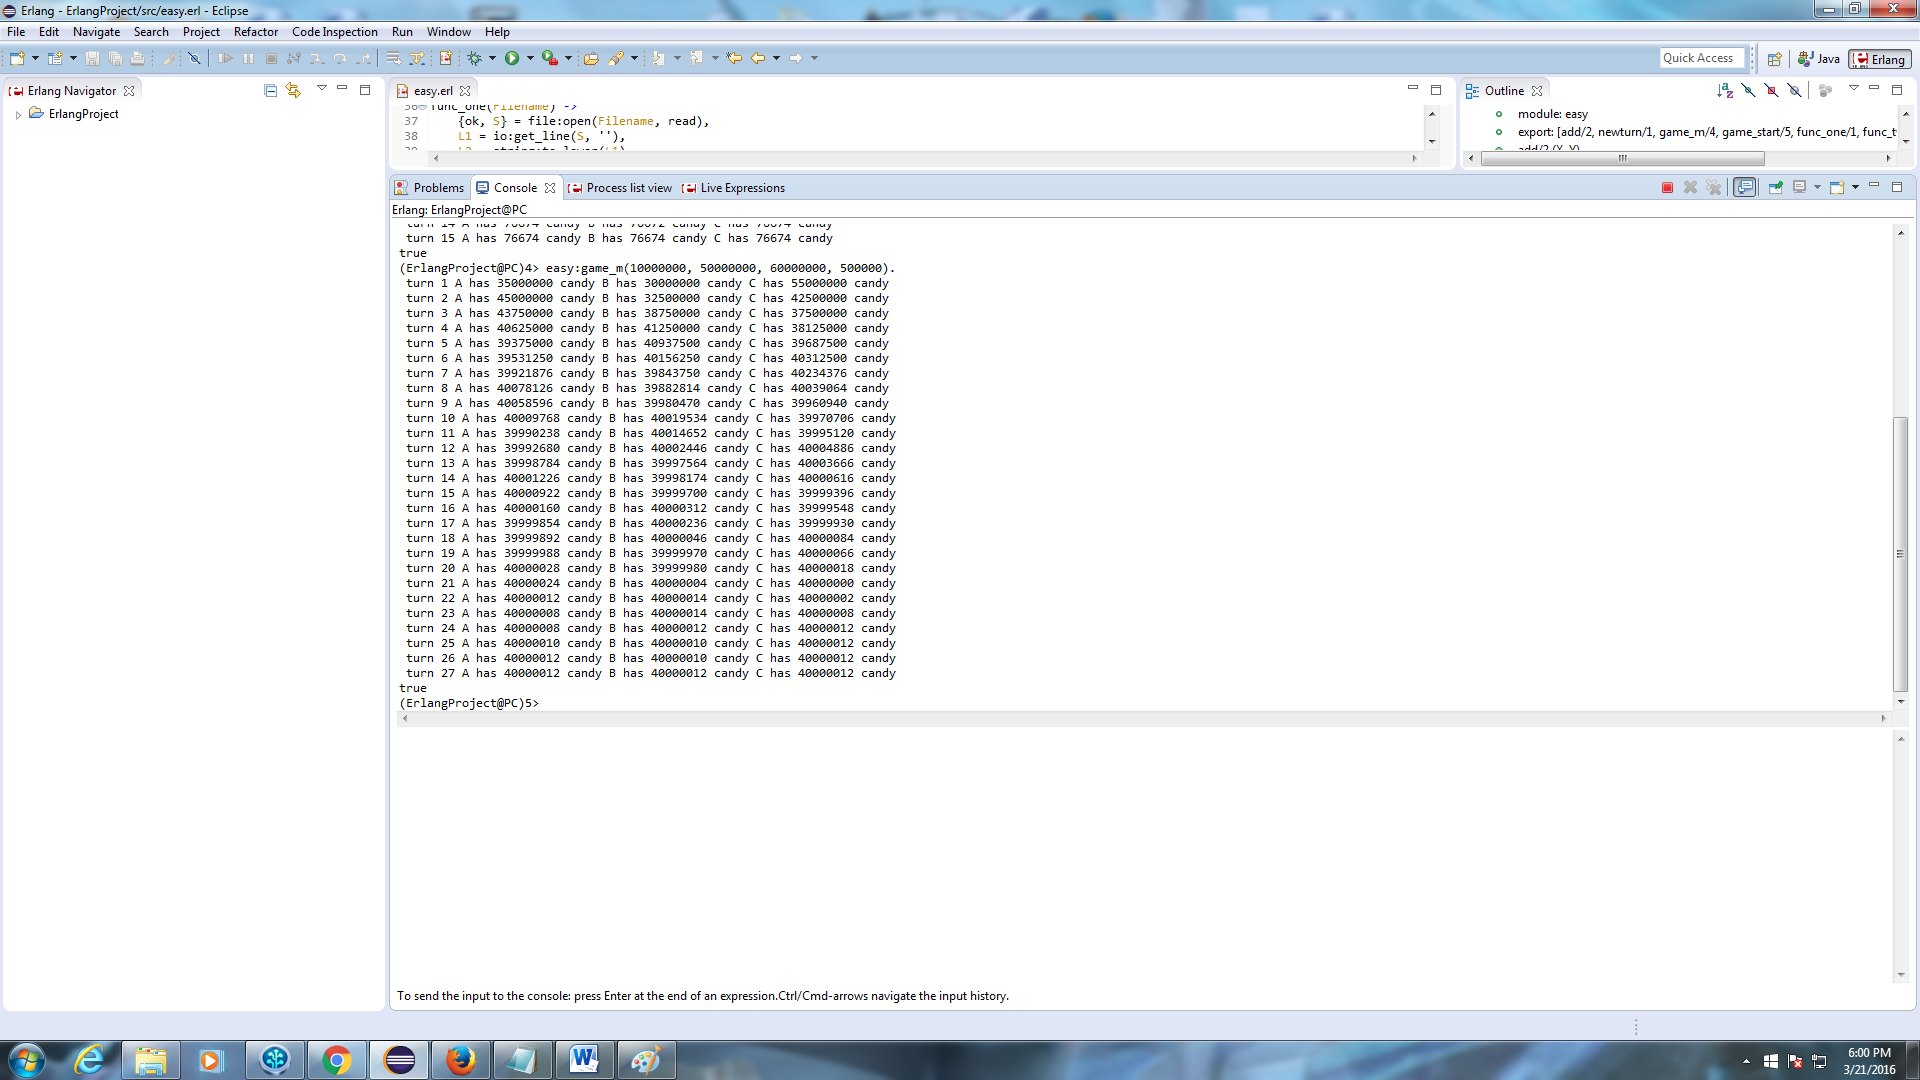 Erlang - ErlangProject/src/easy.erl - Eclipse
File Edit Navigate Search Project Refactor Code Inspection Run Window Help
Quick Access Java Erlang
Erlang Navigator
ErlangProject
easy.erl
36 func_one(Filename) ->
37 {ok, S} = file:open(Filename, read),
38 L1 = io:get_line(S, ''),
Outline
module: easy
export: [add/2, newturn/1, game_m/4, game_start/5, func_one/1, func_t
add/2 (X, Y)
Problems Console Process list view Live Expressions
Erlang: ErlangProject@PC
turn 14 A has 76674 candy B has 76672 candy C has 76674 candy
turn 15 A has 76674 candy B has 76674 candy C has 76674 candy
true
(ErlangProject@PC)4> easy:game_m(10000000, 50000000, 60000000, 500000).
turn 1 A has 35000000 candy B has 30000000 candy C has 55000000 candy
turn 2 A has 45000000 candy B has 32500000 candy C has 42500000 candy
turn 3 A has 43750000 candy B has 38750000 candy C has 37500000 candy
turn 4 A has 40625000 candy B has 41250000 candy C has 38125000 candy
turn 5 A has 39375000 candy B has 40937500 candy C has 39687500 candy
turn 6 A has 39531250 candy B has 40156250 candy C has 40312500 candy
turn 7 A has 39921876 candy B has 39843750 candy C has 40234376 candy
turn 8 A has 40078126 candy B has 39882814 candy C has 40039064 candy
turn 9 A has 40058596 candy B has 39980470 candy C has 39960940 candy
turn 10 A has 40009768 candy B has 40019534 candy C has 39970706 candy
turn 11 A has 39990238 candy B has 40014652 candy C has 39995120 candy
turn 12 A has 39992680 candy B has 40002446 candy C has 40004886 candy
turn 13 A has 39998784 candy B has 39997564 candy C has 40003666 candy
turn 14 A has 40001226 candy B has 39998174 candy C has 40000616 candy
turn 15 A has 40000922 candy B has 39999700 candy C has 39999396 candy
turn 16 A has 40000160 candy B has 40000312 candy C has 39999548 candy
turn 17 A has 39999854 candy B has 40000236 candy C has 39999930 candy
turn 18 A has 39999892 candy B has 40000046 candy C has 40000084 candy
turn 19 A has 39999988 candy B has 39999970 candy C has 40000066 candy
turn 20 A has 40000028 candy B has 39999980 candy C has 40000018 candy
turn 21 A has 40000024 candy B has 40000004 candy C has 40000000 candy
turn 22 A has 40000012 candy B has 40000014 candy C has 40000002 candy
turn 23 A has 40000008 candy B has 40000014 candy C has 40000008 candy
turn 24 A has 40000008 candy B has 40000012 candy C has 40000012 candy
turn 25 A has 40000010 candy B has 40000010 candy C has 40000012 candy
turn 26 A has 40000012 candy B has 40000010 candy C has 40000012 candy
turn 27 A has 40000012 candy B has 40000012 candy C has 40000012 candy
true
(ErlangProject@PC)5>
To send the input to the console: press Enter at the end of an expression.Ctrl/Cmd-arrows navigate the input history.
6:00 PM
3/21/2016